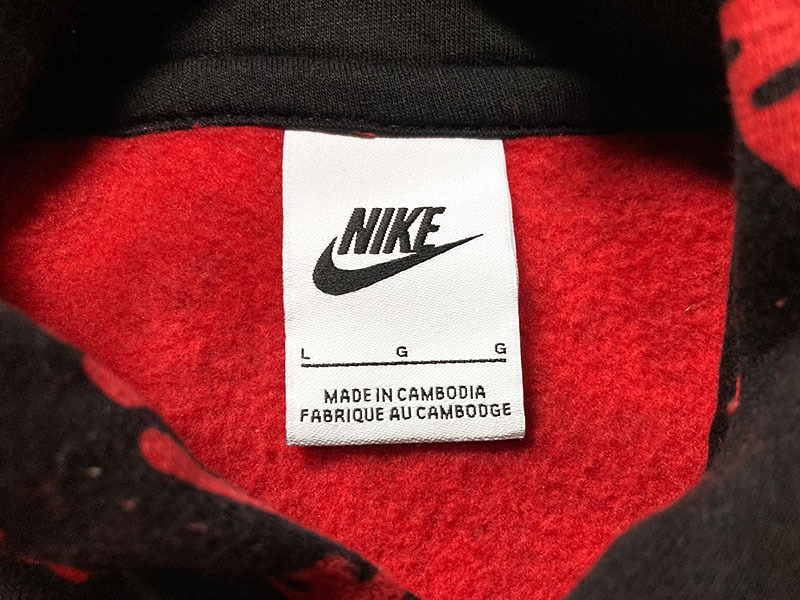 NIKE
L G G
MADE IN CAMBODIA
FABRIQUE AU CAMBODGE